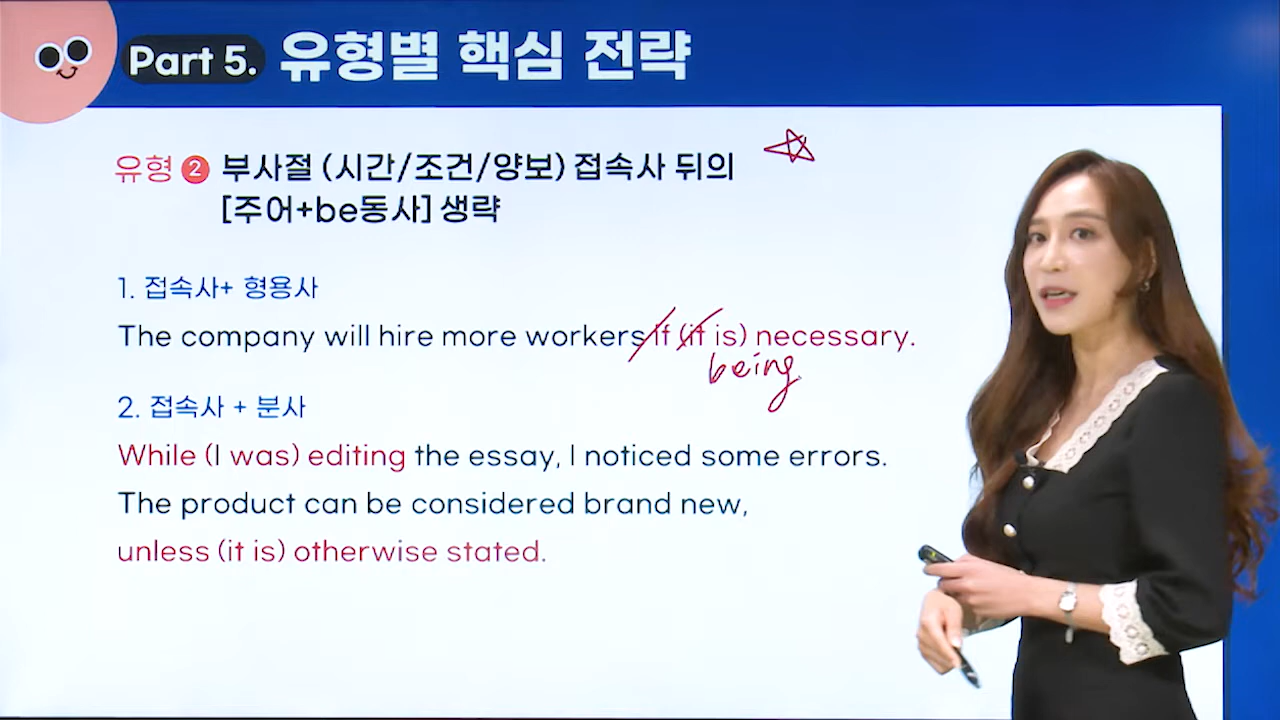 Part 5. 유형별 핵심 전략
유형 2 부사절 (시간/조건/양보) 접속사 뒤의
[주어+be동사] 생략
1. 접속사+ 형용사
The company will hire more workers if (it is) necessary.
being
2. 접속사 + 분사
While (I was) editing the essay, I noticed some errors.
The product can be considered brand new,
unless (it is) otherwise stated.